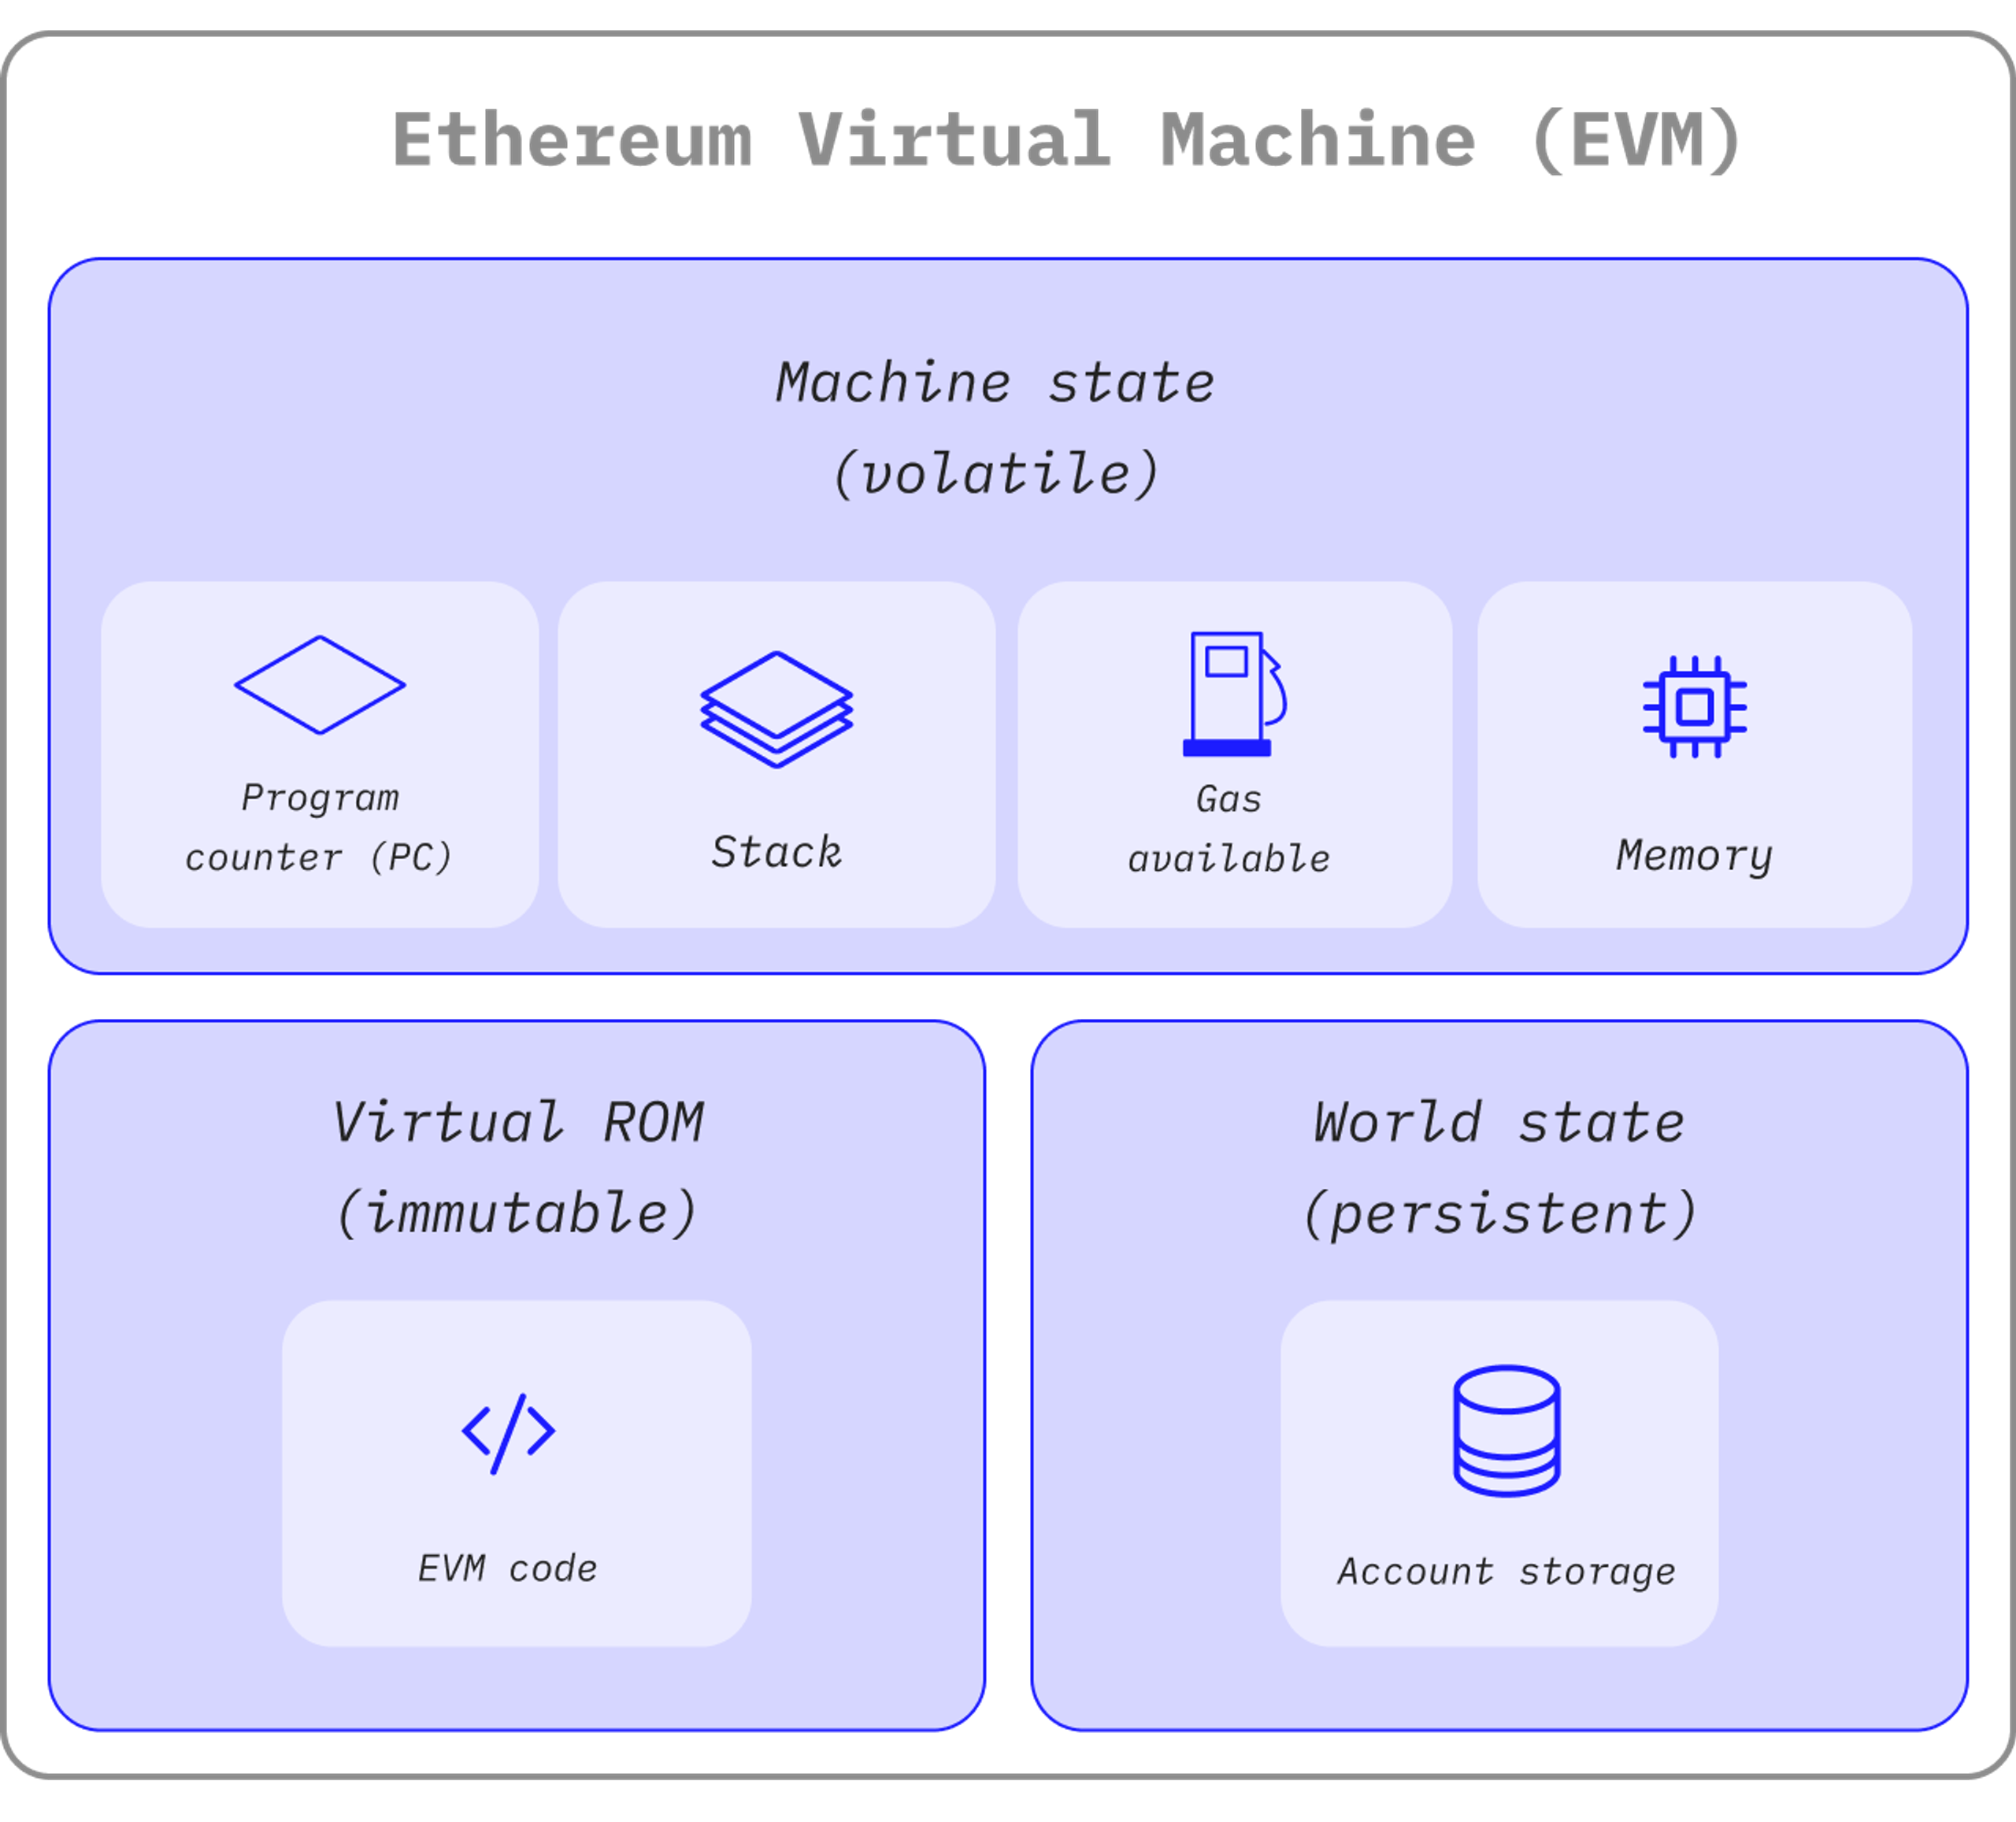 Ethereum Virtual Machine (EVM)
Machine state
(volatile)
Program
counter (PC)
Stack
Gas
available
Memory
Virtual ROM
(immutable)
EVM code
World state
(persistent)
Account storage